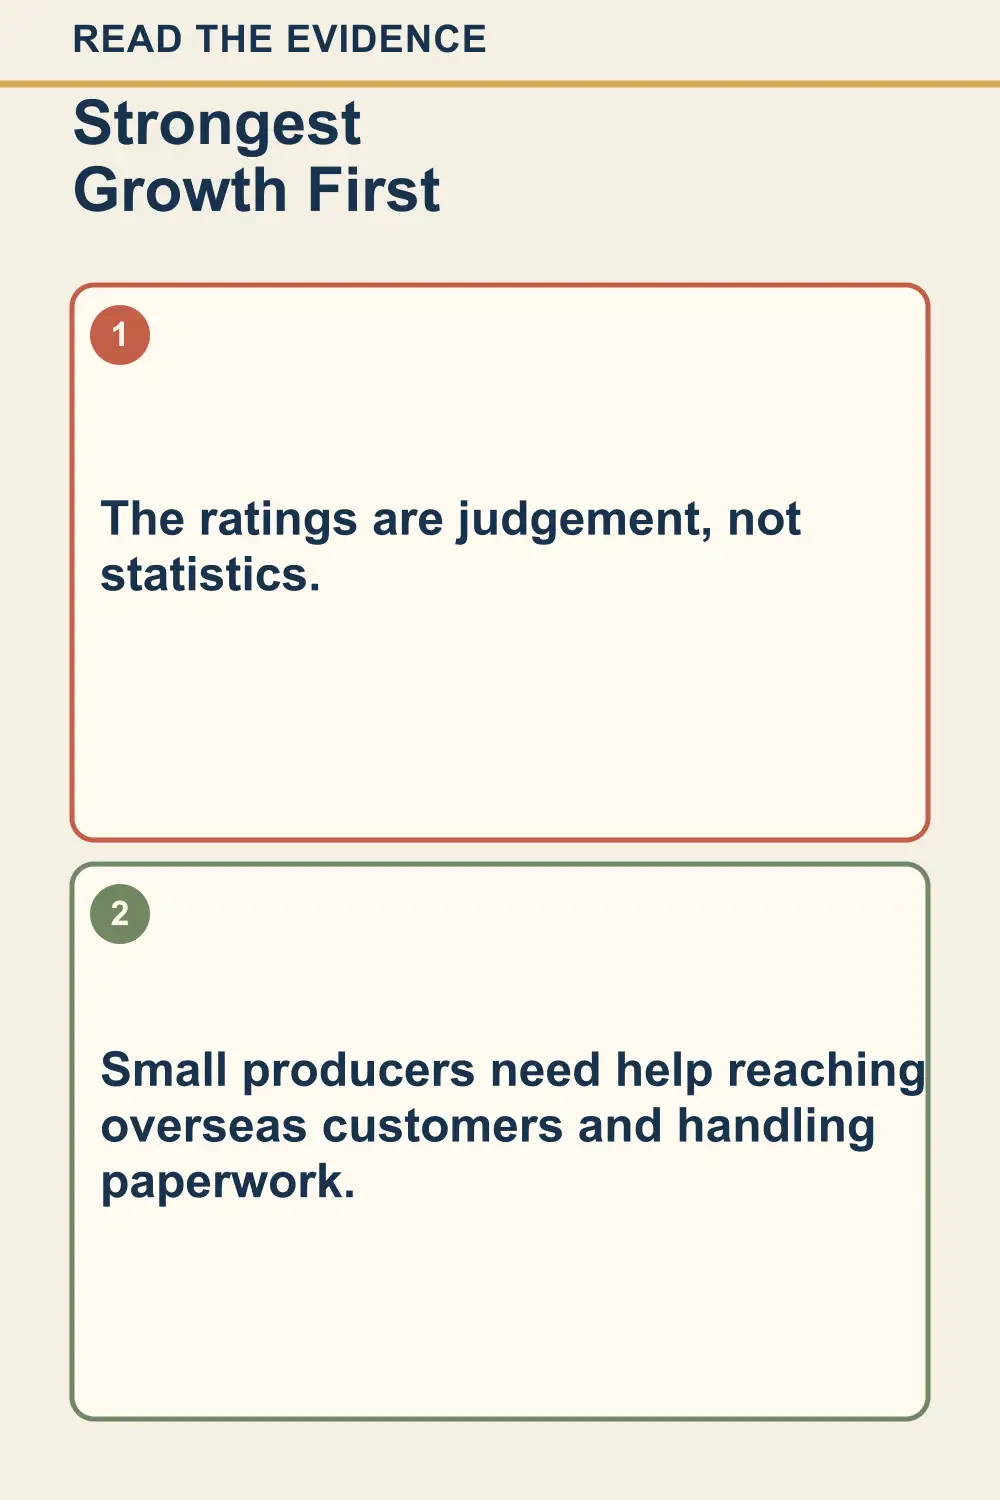 READ THE EVIDENCE
Strongest
Growth First
1
The ratings are judgement, not
statistics.
2
Small producers need help reaching
overseas customers and handling
paperwork.